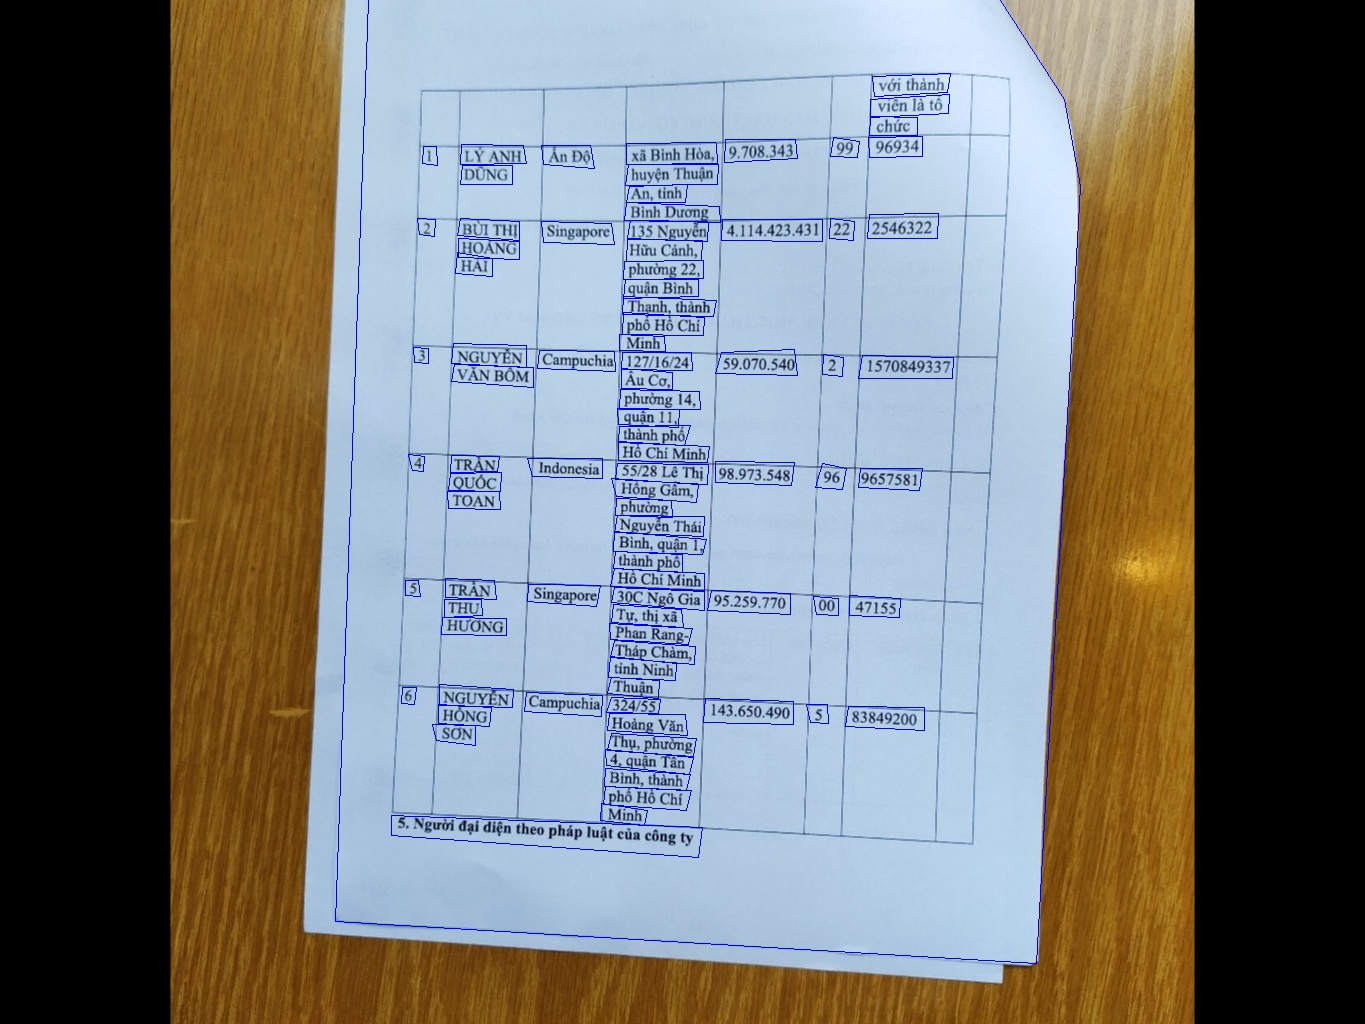 với thành
viên là tổ
chức
1 LÝ ANH Ấn Độ xã Bình Hòa, 9.708.343 99 96934
DŨNG huyện Thuận
An, tỉnh
Bình Dương
2 BÙI THỊ Singapore 135 Nguyễn 4.114.423.431 22 2546322
HOÀNG Hữu Cảnh,
HẢI phường 22,
quận Bình
Thạnh, thành
phố Hồ Chí
Minh
3 NGUYỄN Campuchia 127/16/24 59.070.540 2 1570849337
VĂN BÔM Âu Cơ,
phường 14,
quận 11,
thành phố
Hồ Chí Minh
4 TRẦN Indonesia 55/28 Lê Thị 98.973.548 96 9657581
QUỐC Hồng Gấm,
TOAN phường
Nguyễn Thái
Bình, quận 1,
thành phố
Hồ Chí Minh
5 TRẦN Singapore 30C Ngô Gia 95.259.770 00 47155
THU Tự, thị xã
HƯỜNG Phan Rang-
Tháp Chàm,
tỉnh Ninh
Thuận
6 NGUYỄN Campuchia 324/55 143.650.490 5 83849200
HỒNG Hoàng Văn
SƠN Thụ, phường
4, quận Tân
Bình, thành
phố Hồ Chí
Minh
5. Người đại diện theo pháp luật của công ty